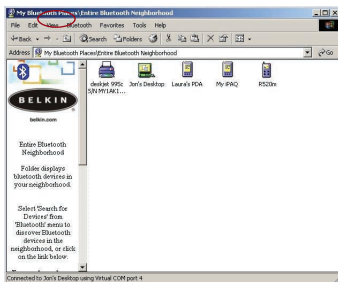 My Bluetooth Places\Entire Bluetooth Neighborhood
File Edit View Bluetooth Favorites Tools Help
Back Search Folders
Address My Bluetooth Places\Entire Bluetooth Neighborhood Go
deskjet 995c Jon's Desktop Laura's PDA My iPAQ R520m
S/N MY1AK1...
BELKIN
belkin.com
Entire Bluetooth
Neighborhood
Folder displays
bluetooth devices in
your neighborhood
Select 'Search for
Devices' from
'Bluetooth' menu to
discover Bluetooth
devices in the
neighborhood, or click
on the link below.
Connected to Jon's Desktop using Virtual COM port 4